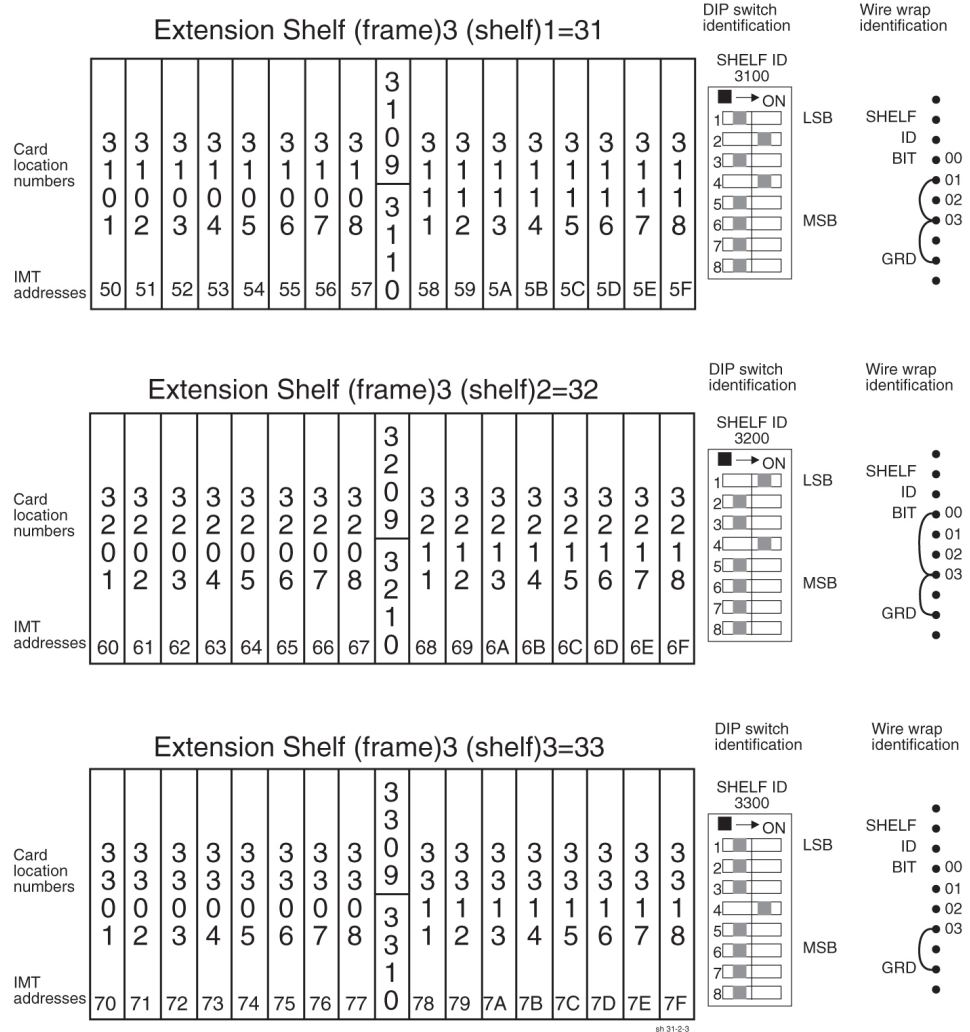 Extension Shelf (frame)3 (shelf)1=31
DIP switch identification
Wire wrap identification
Card location numbers
3101 3102 3103 3104 3105 3106 3107 3108 3109 3110 3111 3112 3113 3114 3115 3116 3117 3118
IMT addresses
50 51 52 53 54 55 56 57 58 59 5A 5B 5C 5D 5E 5F
SHELF ID
3100
ON
1 LSB
2
3
4
5
6 MSB
7
8
SHELF
ID
BIT 00
01
02
03
GRD
Extension Shelf (frame)3 (shelf)2=32
DIP switch identification
Wire wrap identification
Card location numbers
3201 3202 3203 3204 3205 3206 3207 3208 3209 3210 3211 3212 3213 3214 3215 3216 3217 3218
IMT addresses
60 61 62 63 64 65 66 67 68 69 6A 6B 6C 6D 6E 6F
SHELF ID
3200
ON
1 LSB
2
3
4
5
6 MSB
7
8
SHELF
ID
BIT 00
01
02
03
GRD
Extension Shelf (frame)3 (shelf)3=33
DIP switch identification
Wire wrap identification
Card location numbers
3301 3302 3303 3304 3305 3306 3307 3308 3309 3310 3311 3312 3313 3314 3315 3316 3317 3318
IMT addresses
70 71 72 73 74 75 76 77 78 79 7A 7B 7C 7D 7E 7F
SHELF ID
3300
ON
1 LSB
2
3
4
5
6 MSB
7
8
SHELF
ID
BIT 00
01
02
03
GRD
sh 31-2-3